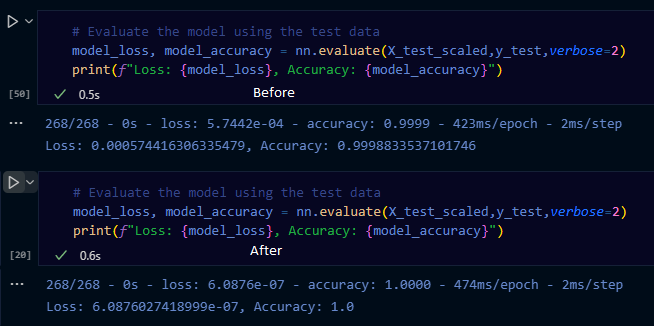 # Evaluate the model using the test data
model_loss, model_accuracy = nn.evaluate(X_test_scaled,y_test,verbose=2)
print(f"Loss: {model_loss}, Accuracy: {model_accuracy}")
[50] 0.5s Before
... 268/268 - 0s - loss: 5.7442e-04 - accuracy: 0.9999 - 423ms/epoch - 2ms/step
Loss: 0.000574416306335479, Accuracy: 0.9998833537101746
# Evaluate the model using the test data
model_loss, model_accuracy = nn.evaluate(X_test_scaled,y_test,verbose=2)
print(f"Loss: {model_loss}, Accuracy: {model_accuracy}")
[20] 0.6s After
... 268/268 - 0s - loss: 6.0876e-07 - accuracy: 1.0000 - 474ms/epoch - 2ms/step
Loss: 6.0876027418999e-07, Accuracy: 1.0